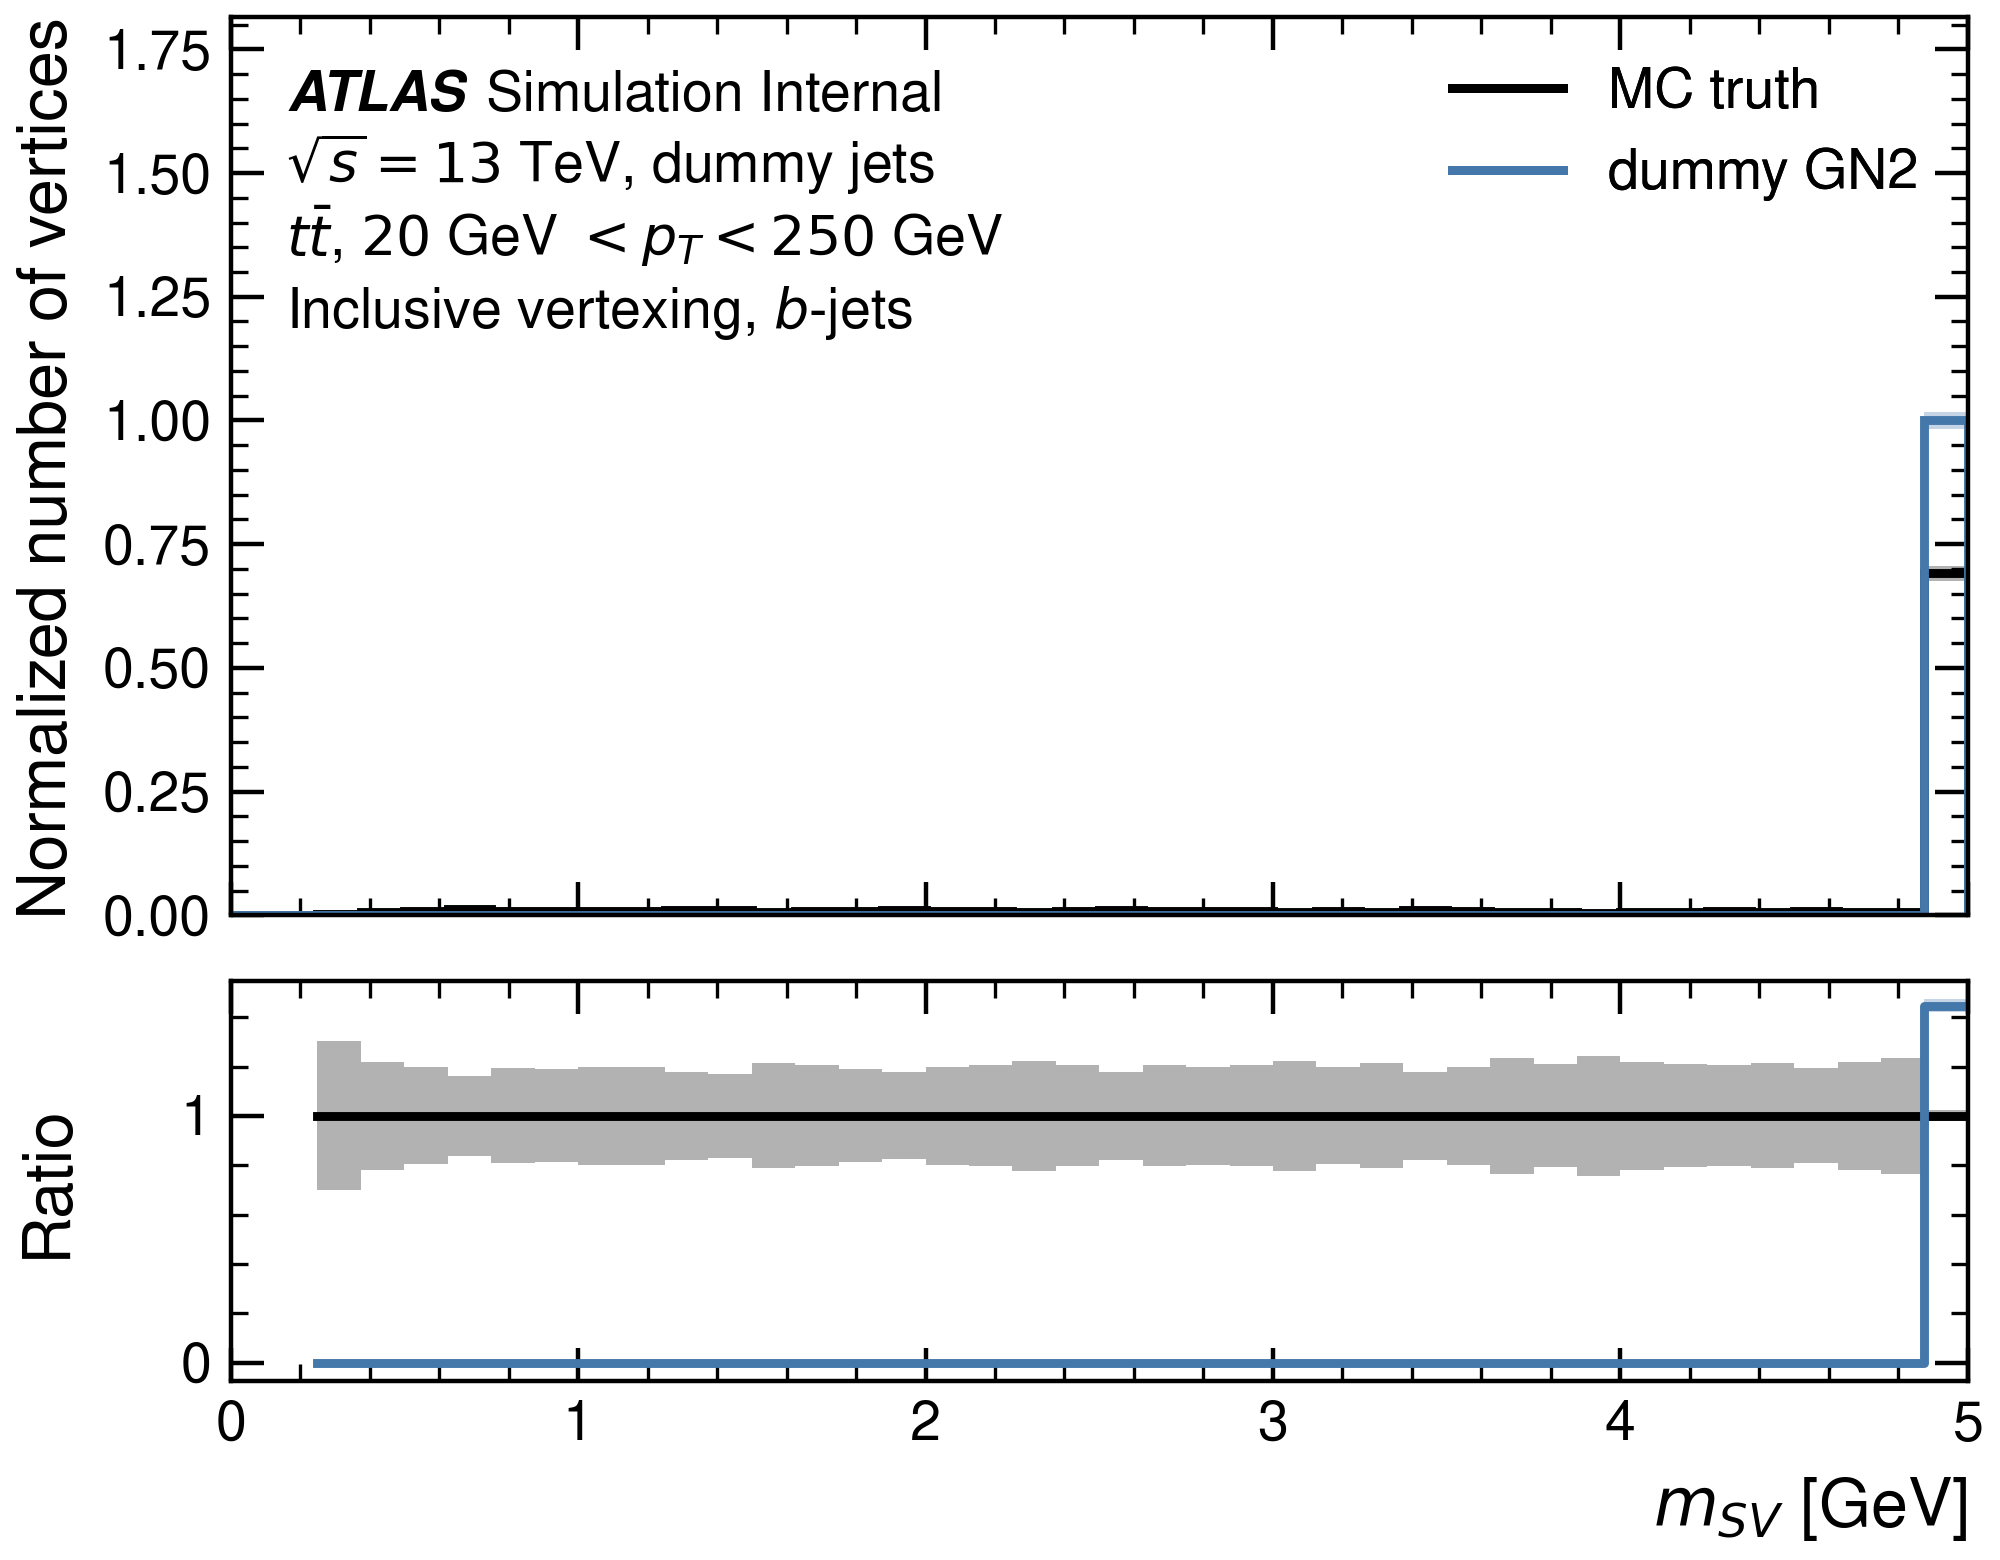 Normalized number of vertices
1.75
1.50
1.25
1.00
0.75
0.50
0.25
0.00
ATLAS Simulation Internal
√s = 13 TeV, dummy jets
tt̄, 20 GeV < p_T < 250 GeV
Inclusive vertexing, b-jets
MC truth
dummy GN2
Ratio
1
0
0 1 2 3 4 5
m_SV [GeV]